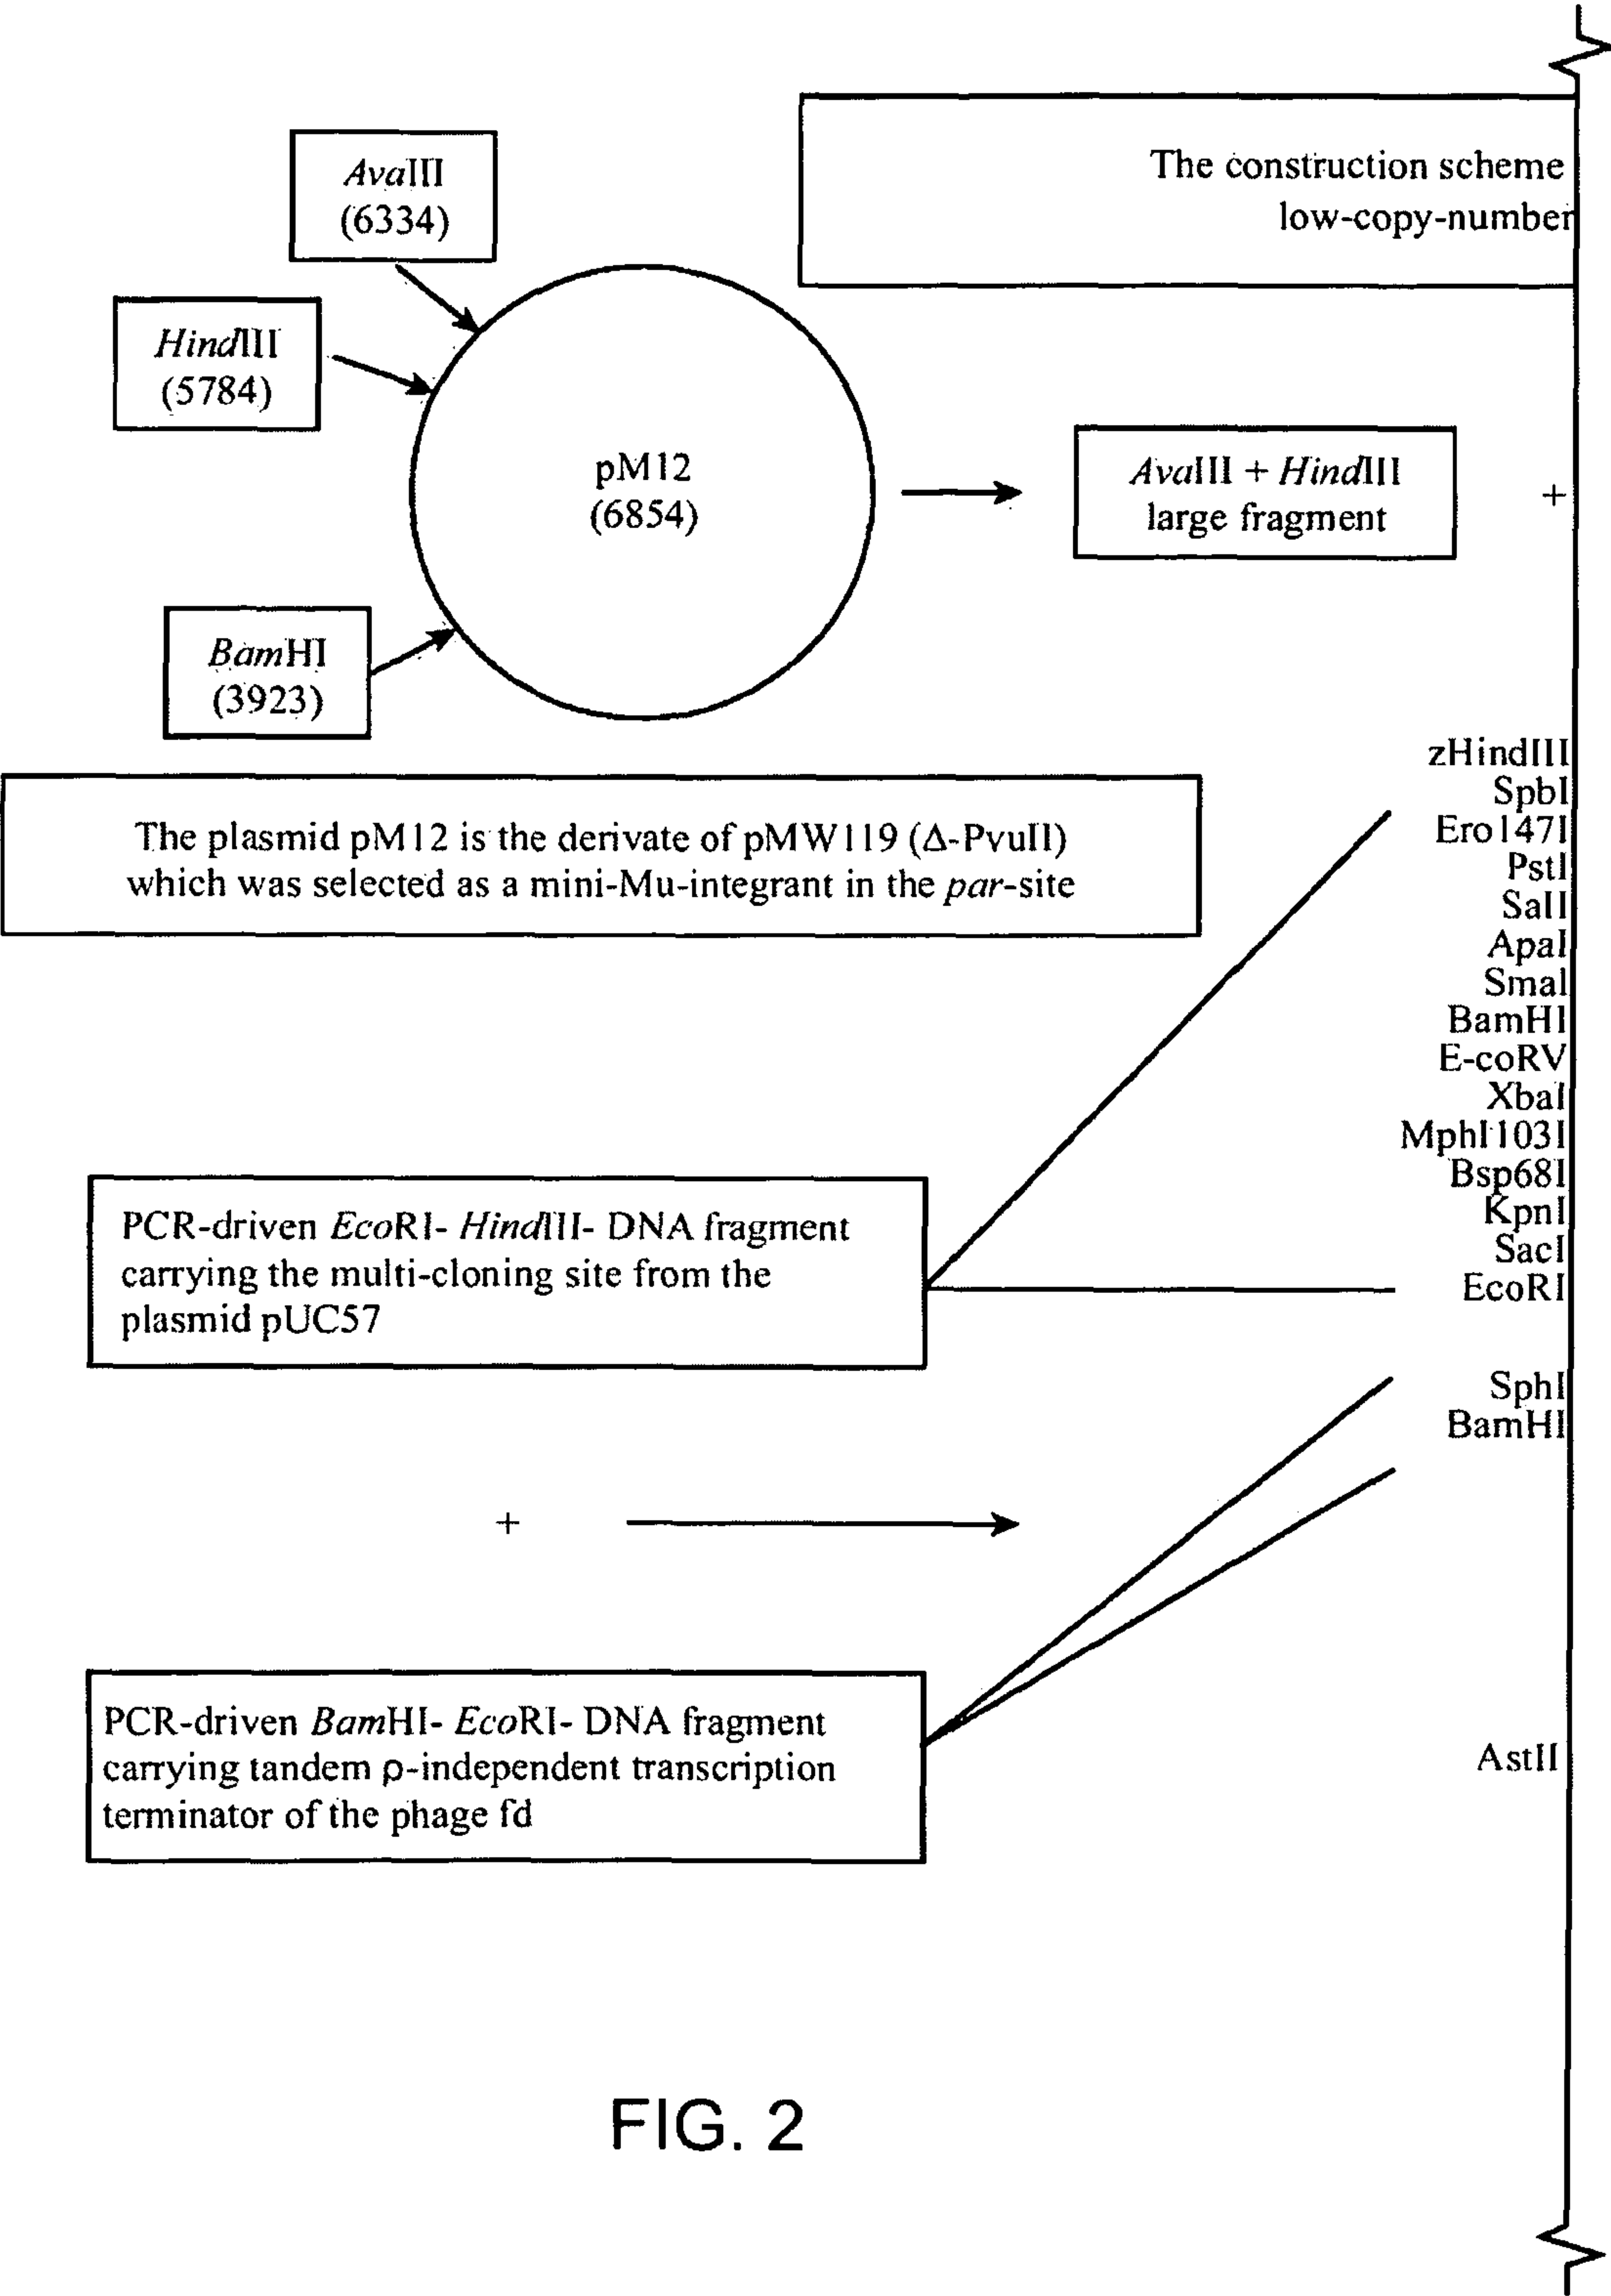 The construction scheme
low-copy-number
AvaIII
(6334)
HindIII
(5784)
pM12
(6854)
AvaIII + HindIII
large fragment
+
BamHI
(3923)
The plasmid pM12 is the derivate of pMW119 (Δ-PvuII)
which was selected as a mini-Mu-integrant in the par-site
zHindIII
SpbI
Ero147I
PstI
SalI
ApaI
SmaI
BamHI
E-coRV
XbaI
MphI103I
Bsp68I
KpnI
SacI
EcoRI
PCR-driven EcoRI- HindIII- DNA fragment
carrying the multi-cloning site from the
plasmid pUC57
SphI
BamHI
+
PCR-driven BamHI- EcoRI- DNA fragment
carrying tandem ρ-independent transcription
terminator of the phage fd
AstII
FIG. 2